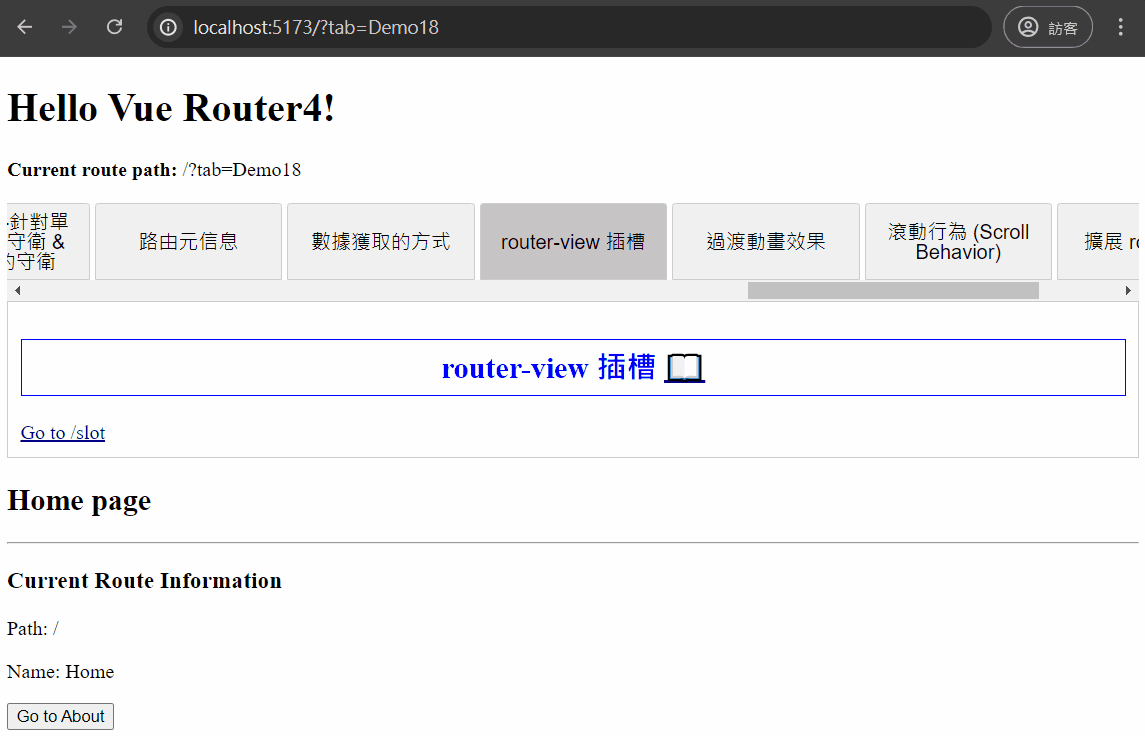 localhost:5173/?tab=Demo18
訪客
Hello Vue Router4!
Current route path: /?tab=Demo18
針對單
守衛 &
的守衛
路由元信息
數據獲取的方式
router-view 插槽
過渡動畫效果
滾動行為 (Scroll
Behavior)
擴展
router-view 插槽
Go to /slot
Home page
Current Route Information
Path: /
Name: Home
Go to About